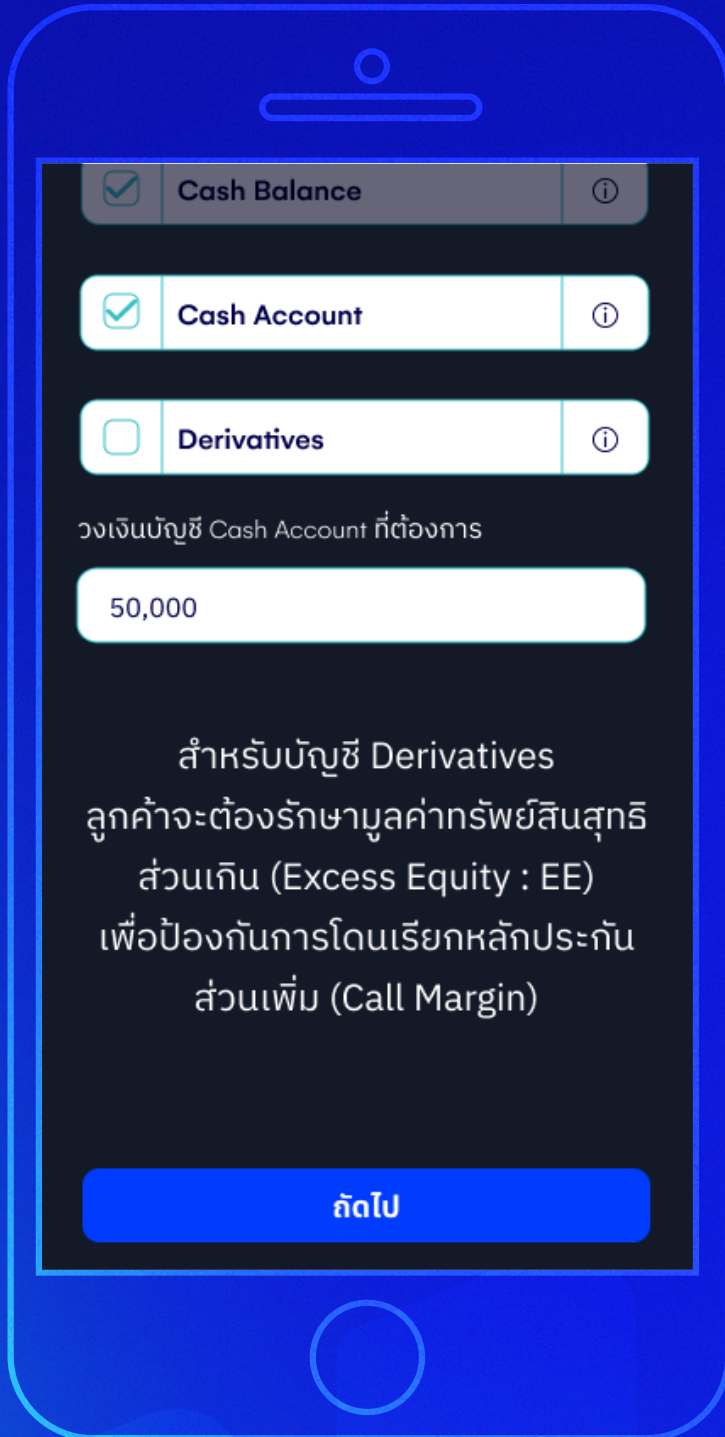 Cash Balance
Cash Account
Derivatives
วงเงินบัญชี Cash Account ที่ต้องการ
50,000
สำหรับบัญชี Derivatives
ลูกค้าจะต้องรักษามูลค่าทรัพย์สินสุทธิ
ส่วนเกิน (Excess Equity : EE)
เพื่อป้องกันการโดนเรียกหลักประกัน
ส่วนเพิ่ม (Call Margin)
ถัดไป